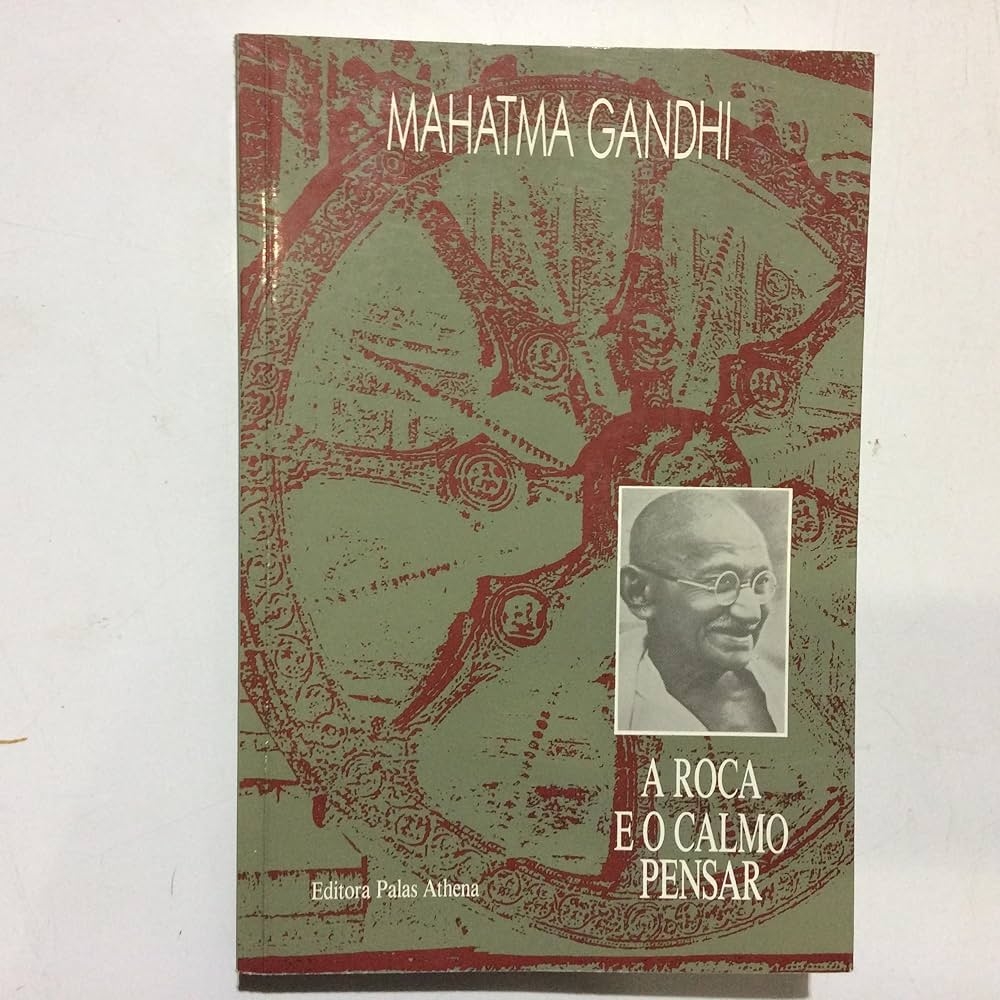 MAHATMA GANDHI
A ROCA
E O CALMO
PENSAR
Editora Palas Athena